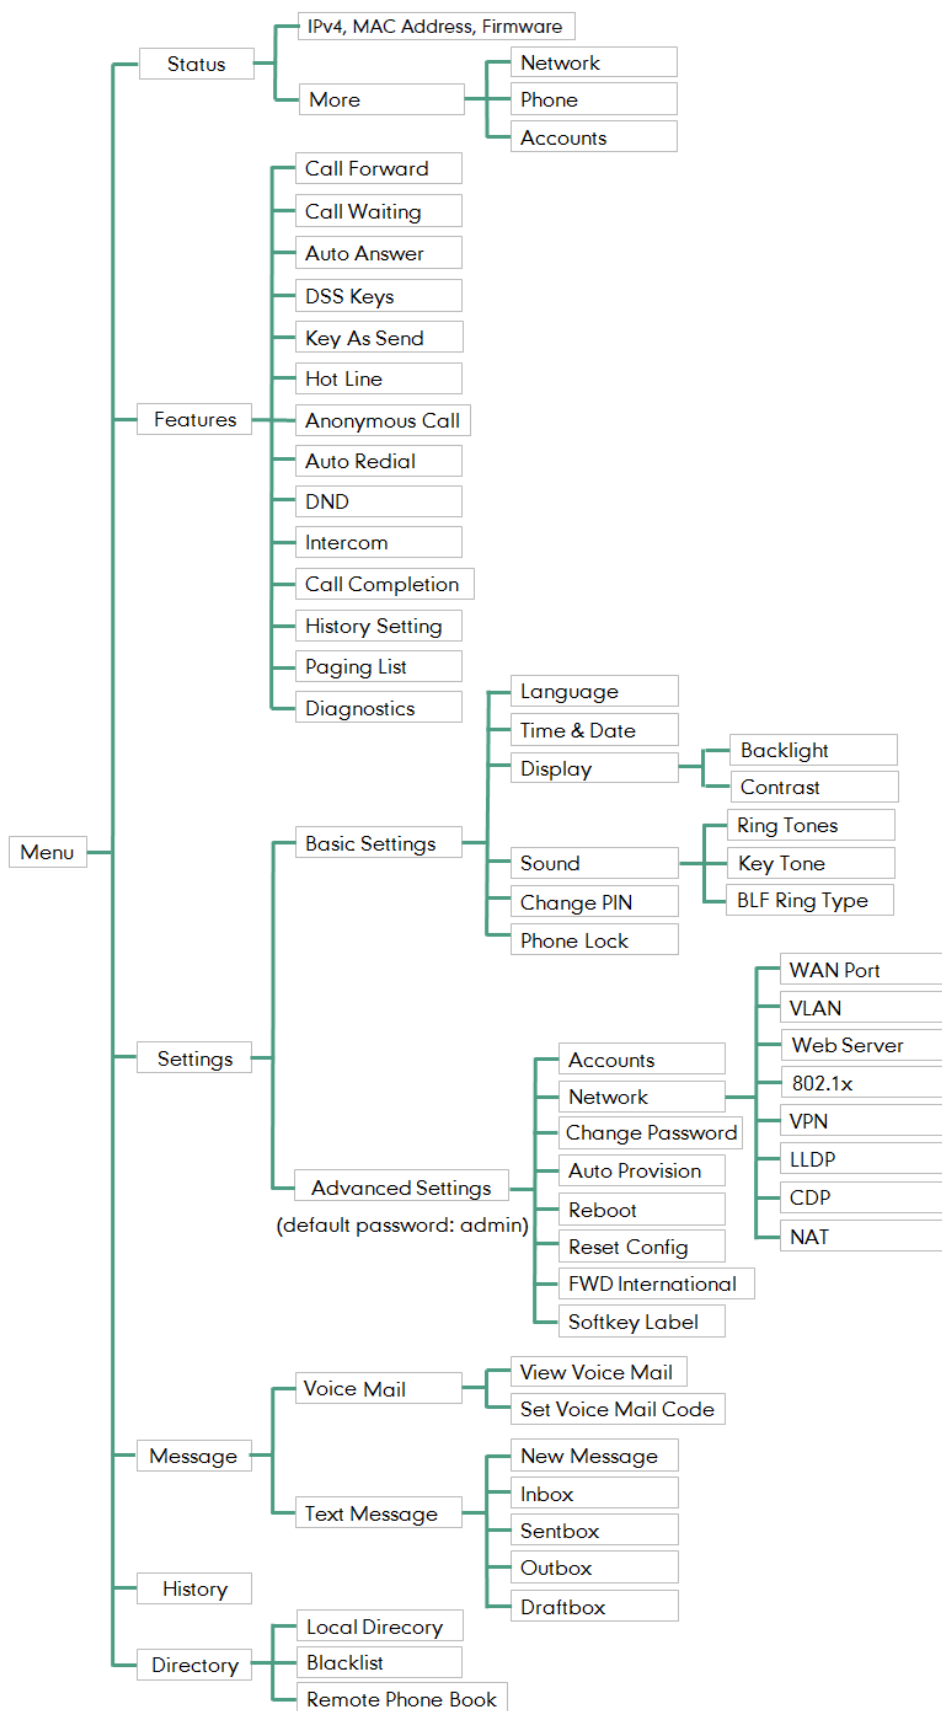 IPv4, MAC Address, Firmware
Status
Network
More
Phone
Accounts
Call Forward
Call Waiting
Auto Answer
DSS Keys
Key As Send
Hot Line
Features
Anonymous Call
Auto Redial
DND
Intercom
Call Completion
History Setting
Paging List
Diagnostics
Language
Time & Date
Display
Backlight
Contrast
Menu
Basic Settings
Sound
Ring Tones
Key Tone
BLF Ring Type
Change PIN
Phone Lock
Settings
WAN Port
VLAN
Web Server
802.1x
VPN
LLDP
CDP
NAT
Accounts
Network
Change Password
Auto Provision
Advanced Settings
(default password: admin)
Reboot
Reset Config
FWD International
Softkey Label
Voice Mail
View Voice Mail
Set Voice Mail Code
Message
New Message
Text Message
Inbox
Sentbox
Outbox
Draftbox
History
Local Direcory
Directory
Blacklist
Remote Phone Book